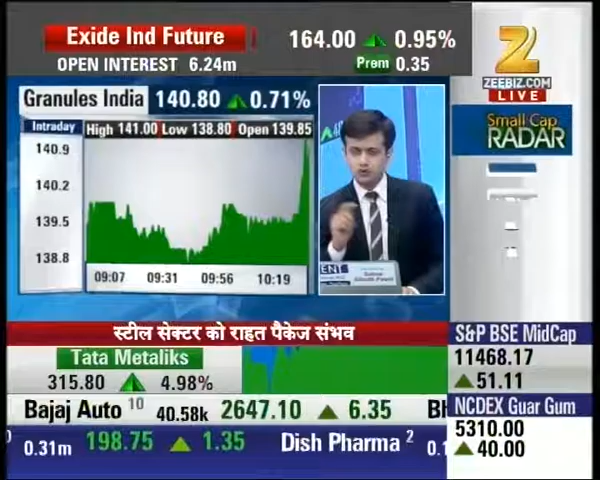 Exide Ind Future
164.00 0.95%
OPEN INTEREST 6.24m
Prem 0.35
Z
ZEEBIZ.COM
LIVE
Granules India 140.80 0.71%
Intraday High 141.00 Low 138.80 Open 139.85
140.9
140.2
139.5
138.8
09:07 09:31 09:56 10:19
Small Cap
RADAR
स्टील सेक्टर को राहत पैकेज संभव
S&P BSE MidCap
11468.17
51.11
Tata Metaliks
315.80 4.98%
Bajaj Auto 10 40.58k 2647.10 6.35 BH
NCDEX Guar Gum
5310.00
40.00
0.31m 198.75 1.35 Dish Pharma 2 0.1